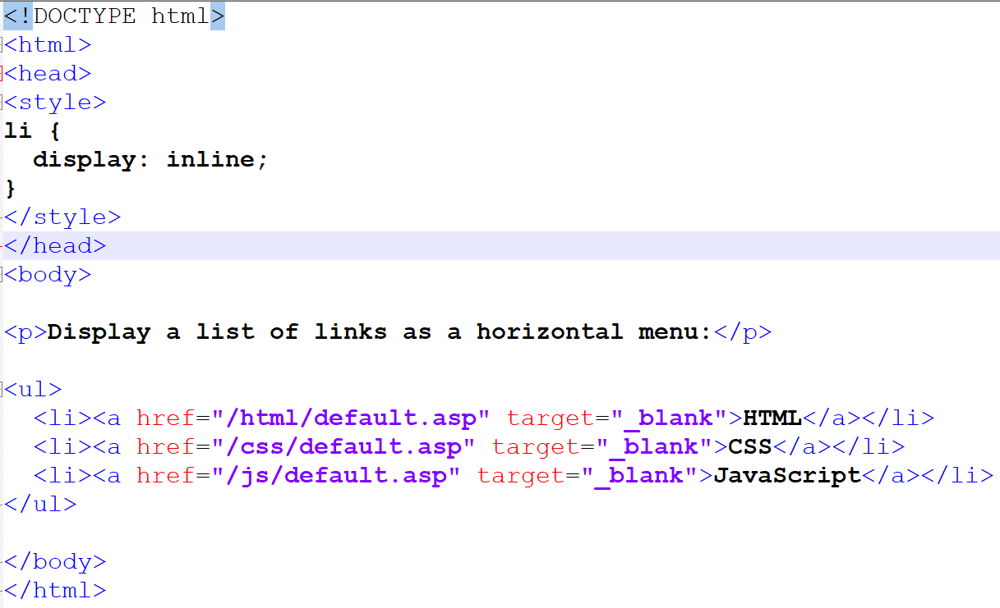 <!DOCTYPE html>
<html>
<head>
<style>
li {
  display: inline;
}
</style>
</head>
<body>

<p>Display a list of links as a horizontal menu:</p>

<ul>
  <li><a href="/html/default.asp" target="_blank">HTML</a></li>
  <li><a href="/css/default.asp" target="_blank">CSS</a></li>
  <li><a href="/js/default.asp" target="_blank">JavaScript</a></li>
</ul>

</body>
</html>